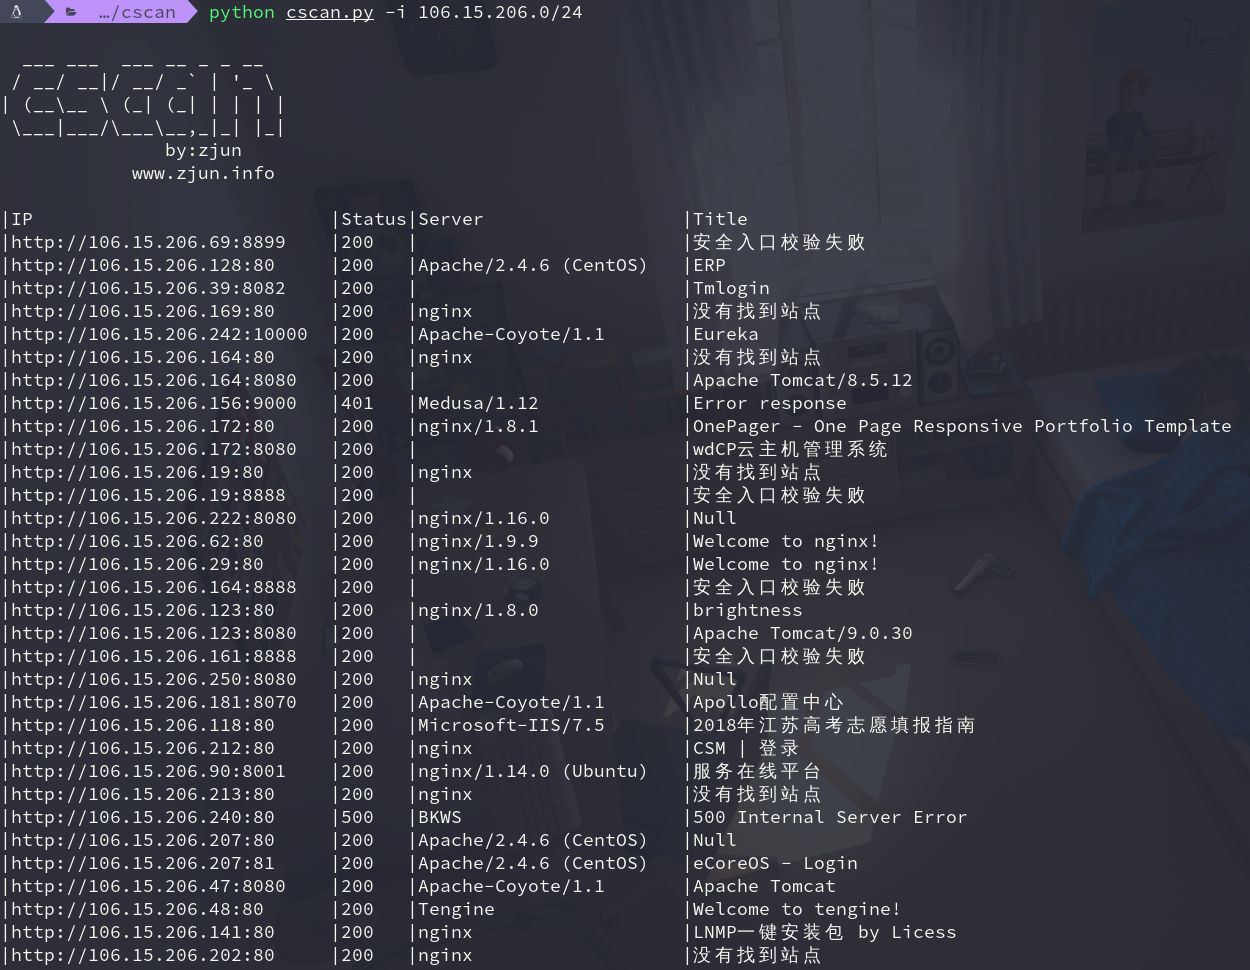 …/cscan python cscan.py -i 106.15.206.0/24
  ___ ___  ___ __ _ _ __
 / __/ __|/ __/ _` | '_ \
| (__\__ \ (_| (_| | | | |
 \___|___/\___\__,_|_| |_|
by:zjun
www.zjun.info
|IP |Status|Server |Title
|http://106.15.206.69:8899 |200 | |安全入口校验失败
|http://106.15.206.128:80 |200 |Apache/2.4.6 (CentOS) |ERP
|http://106.15.206.39:8082 |200 | |Tmlogin
|http://106.15.206.169:80 |200 |nginx |没有找到站点
|http://106.15.206.242:10000 |200 |Apache-Coyote/1.1 |Eureka
|http://106.15.206.164:80 |200 |nginx |没有找到站点
|http://106.15.206.164:8080 |200 | |Apache Tomcat/8.5.12
|http://106.15.206.156:9000 |401 |Medusa/1.12 |Error response
|http://106.15.206.172:80 |200 |nginx/1.8.1 |OnePager - One Page Responsive Portfolio Template
|http://106.15.206.172:8080 |200 | |wdCP云主机管理系统
|http://106.15.206.19:80 |200 |nginx |没有找到站点
|http://106.15.206.19:8888 |200 | |安全入口校验失败
|http://106.15.206.222:8080 |200 |nginx/1.16.0 |Null
|http://106.15.206.62:80 |200 |nginx/1.9.9 |Welcome to nginx!
|http://106.15.206.29:80 |200 |nginx/1.16.0 |Welcome to nginx!
|http://106.15.206.164:8888 |200 | |安全入口校验失败
|http://106.15.206.123:80 |200 |nginx/1.8.0 |brightness
|http://106.15.206.123:8080 |200 | |Apache Tomcat/9.0.30
|http://106.15.206.161:8888 |200 | |安全入口校验失败
|http://106.15.206.250:8080 |200 |nginx |Null
|http://106.15.206.181:8070 |200 |Apache-Coyote/1.1 |Apollo配置中心
|http://106.15.206.118:80 |200 |Microsoft-IIS/7.5 |2018年江苏高考志愿填报指南
|http://106.15.206.212:80 |200 |nginx |CSM | 登录
|http://106.15.206.90:8001 |200 |nginx/1.14.0 (Ubuntu) |服务在线平台
|http://106.15.206.213:80 |200 |nginx |没有找到站点
|http://106.15.206.240:80 |500 |BKWS |500 Internal Server Error
|http://106.15.206.207:80 |200 |Apache/2.4.6 (CentOS) |Null
|http://106.15.206.207:81 |200 |Apache/2.4.6 (CentOS) |eCoreOS - Login
|http://106.15.206.47:8080 |200 |Apache-Coyote/1.1 |Apache Tomcat
|http://106.15.206.48:80 |200 |Tengine |Welcome to tengine!
|http://106.15.206.141:80 |200 |nginx |LNMP一键安装包 by Licess
|http://106.15.206.202:80 |200 |nginx |没有找到站点